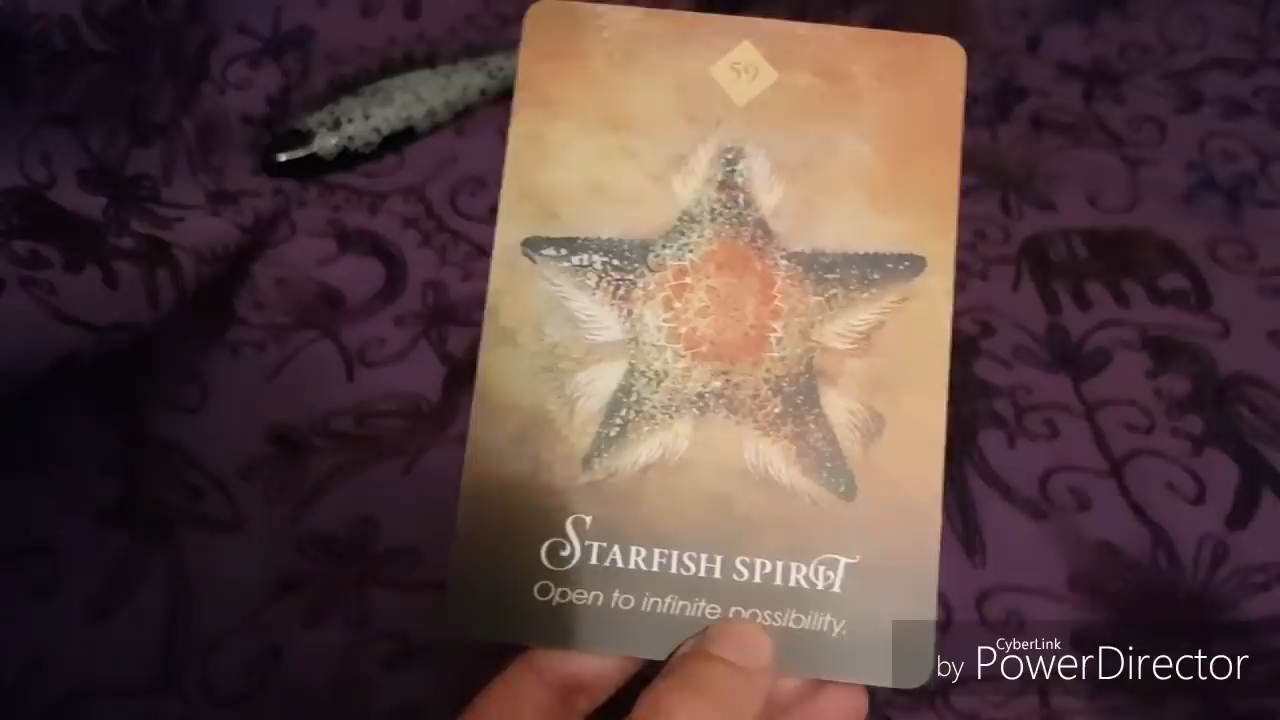 59
STARFISH SPIRIT
Open to infinite possibility.
CyberLink
by PowerDirector